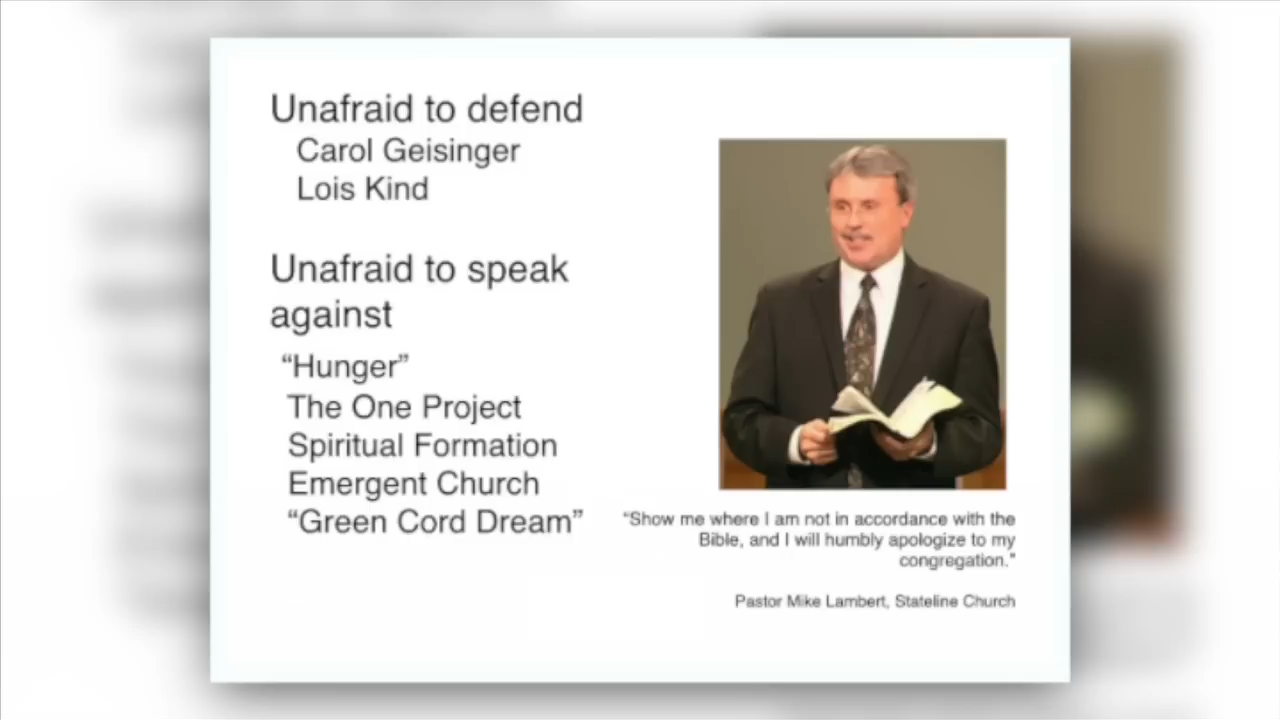 Unafraid to defend
Carol Geisinger
Lois Kind
Unafraid to speak
against
“Hunger”
The One Project
Spiritual Formation
Emergent Church
“Green Cord Dream”
“Show me where I am not in accordance with the
Bible, and I will humbly apologize to my
congregation.”
Pastor Mike Lambert, Stateline Church